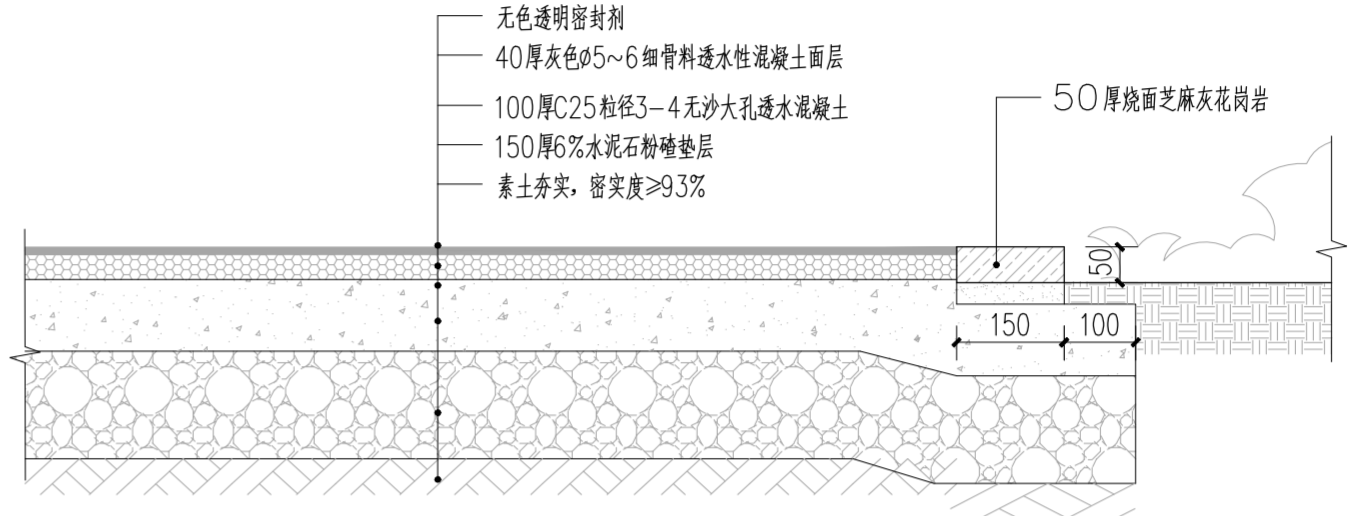 无色透明密封剂
40厚灰色Ø5~6细骨料透水性混凝土面层
100厚C25粒径3-4无沙大孔透水混凝土
150厚6%水泥石粉碴垫层
素土夯实，密实度≥93%
50厚烧面芝麻灰花岗岩
50
150
100